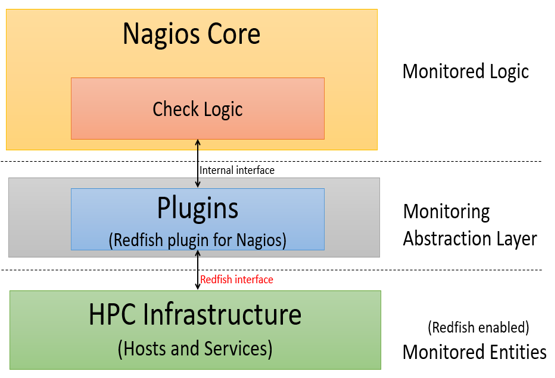 Nagios Core
Monitored Logic
Check Logic
Internal interface
Plugins
(Redfish plugin for Nagios)
Monitoring
Abstraction Layer
Redfish interface
HPC Infrastructure
(Hosts and Services)
(Redfish enabled)
Monitored Entities